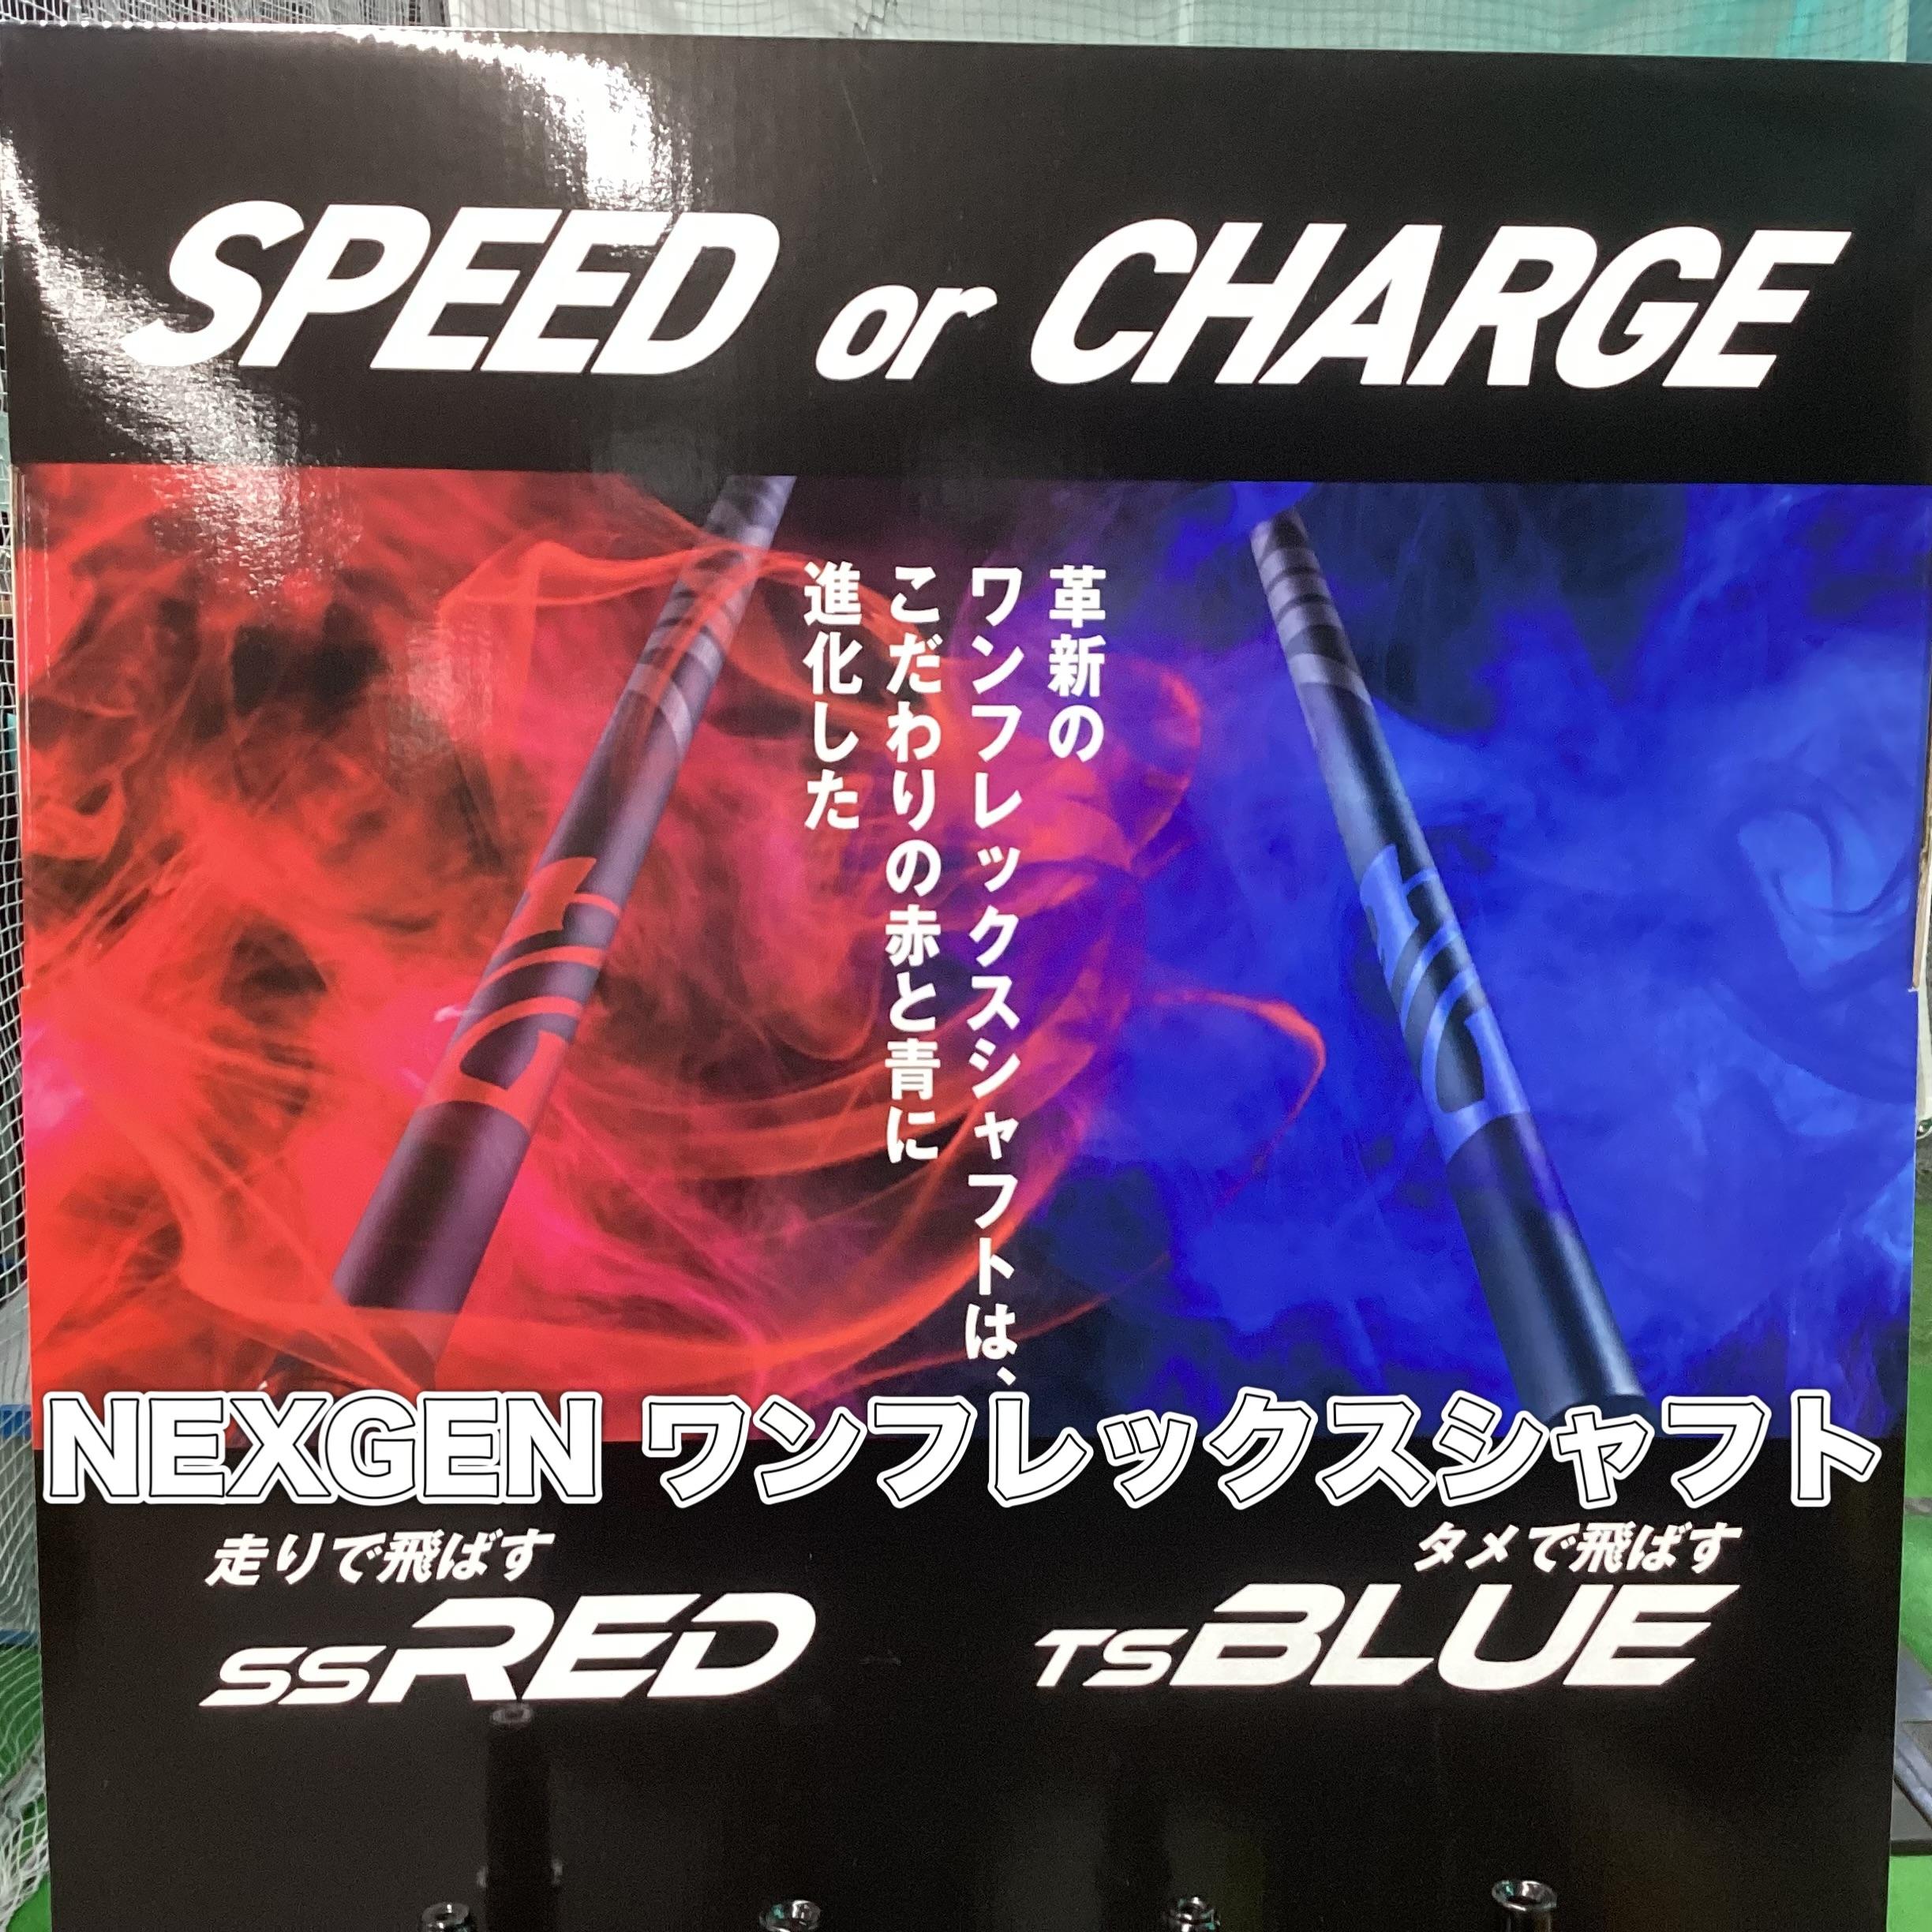 SPEED or CHARGE
革新の
ワンフレックスシャフトは、
こだわりの赤と青に
進化した
NEXGEN ワンフレックスシャフト
走りで飛ばす
SSRED
タメで飛ばす
TSBLUE